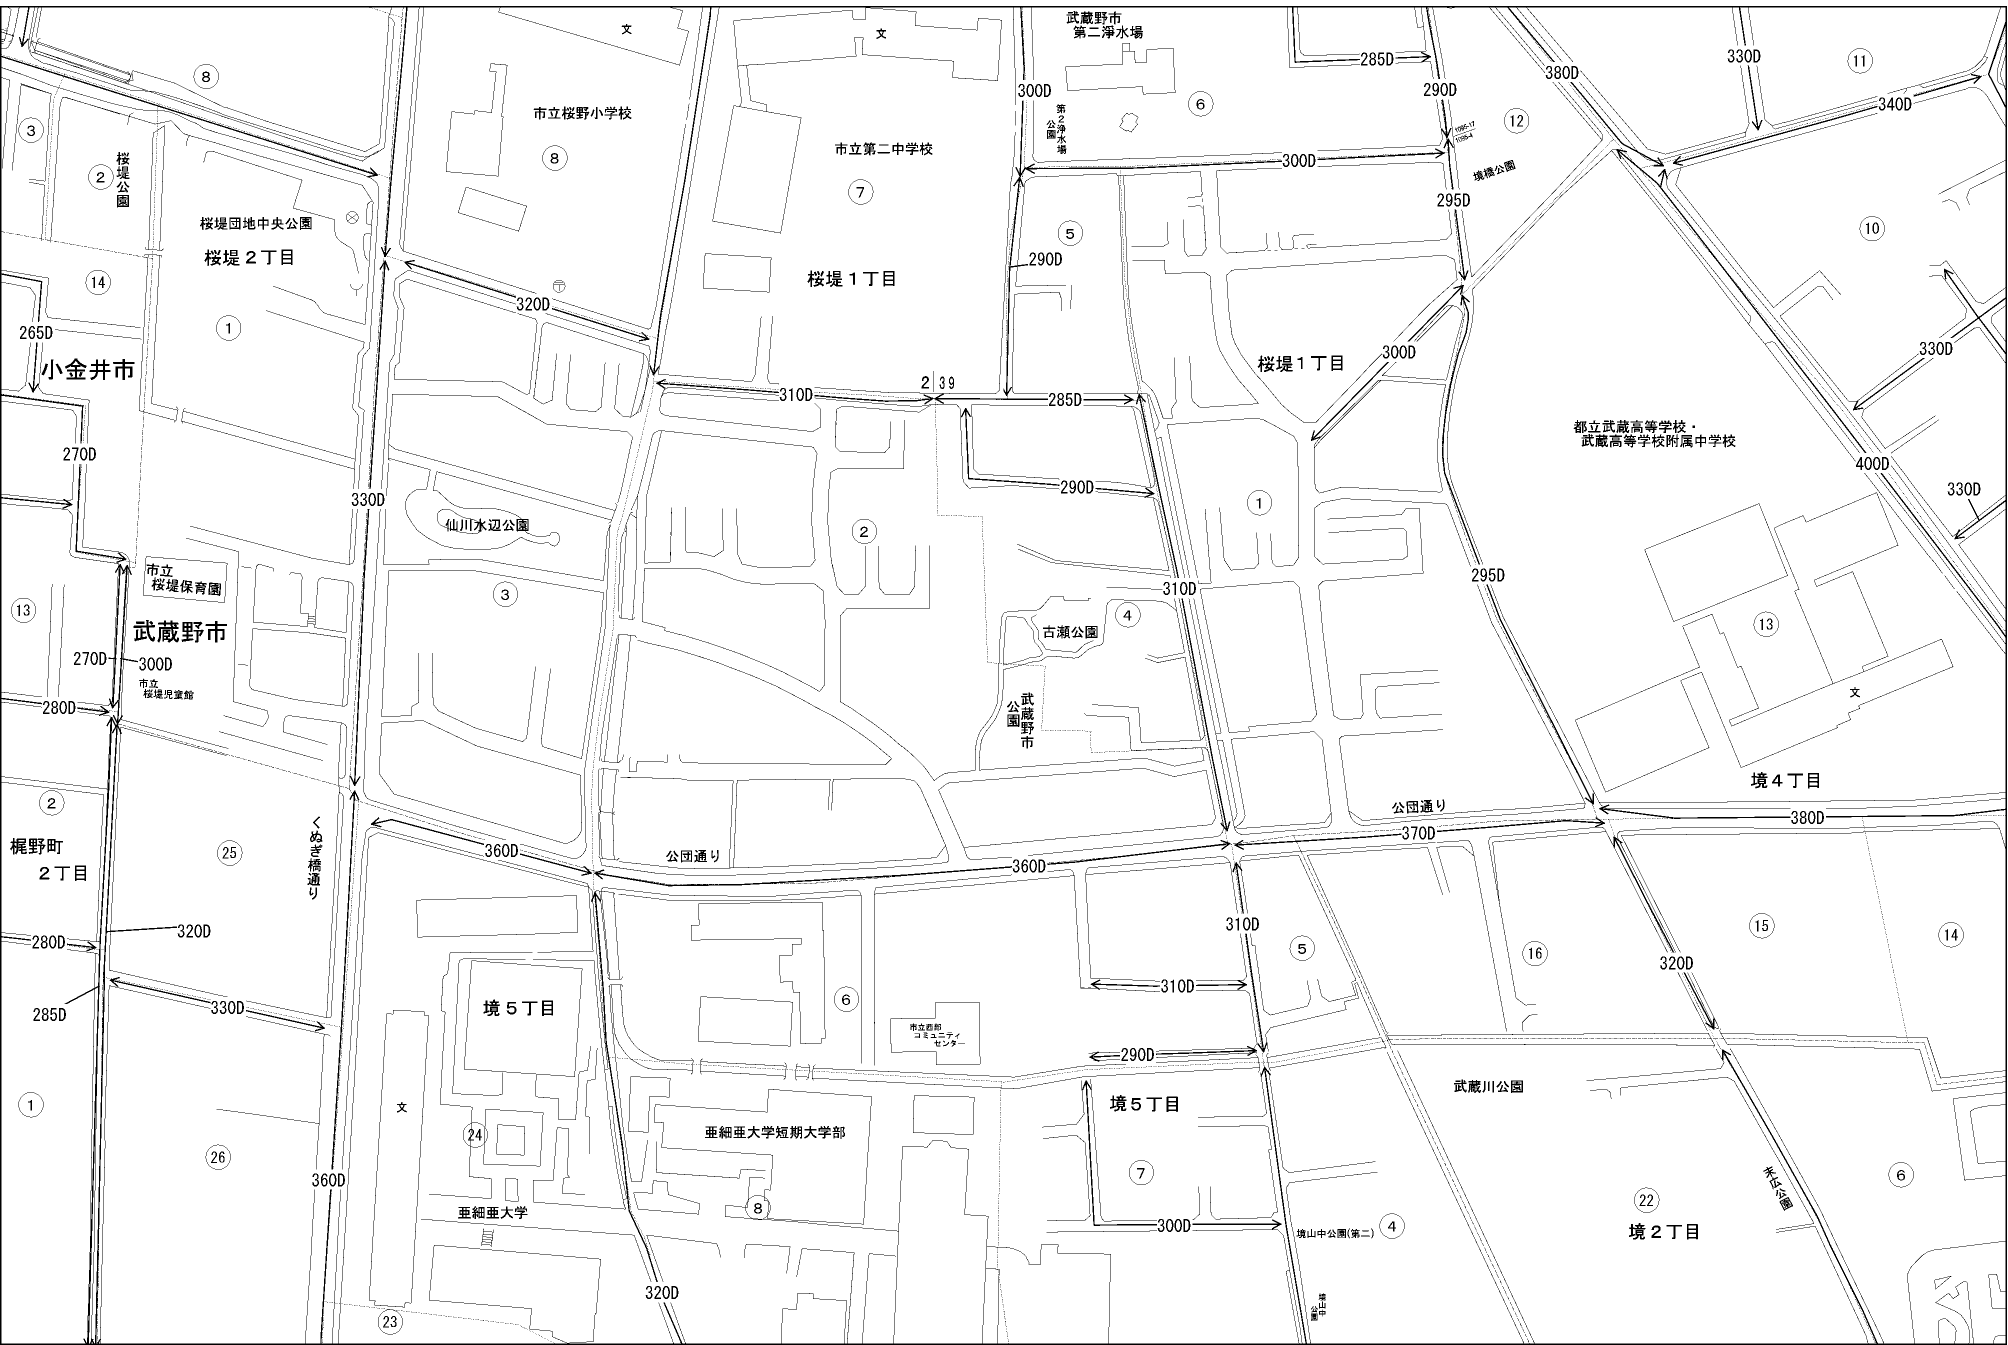 武蔵野市
第二浄水場
文
文
8
285D
330D
11
380D
300D
290D
340D
6
市立桜野小学校
第2浄水場
公園
12
3
市立第二中学校
8
300D
桜堤公園
2
境橋公園
7
295D
桜堤団地中央公園
5
10
桜堤2丁目
290D
桜堤1丁目
14
320D
1
265D
小金井市
300D
330D
桜堤1丁目
2 39
310D
285D
都立武蔵高等学校・
武蔵高等学校附属中学校
270D
400D
290D
330D
330D
1
仙川水辺公園
2
市立
桜堤保育園
295D
310D
3
13
4
13
武蔵野市
古瀬公園
270D
300D
市立
桜堤児童館
文
280D
武蔵野市
公園
境4丁目
2
公団通り
380D
370D
くぬぎ橋通り
梶野町
2丁目
25
360D
公団通り
360D
310D
15
14
320D
280D
5
16
320D
310D
6
330D
境5丁目
285D
市立西部
コミュニティ
センター
290D
武蔵川公園
1
文
境5丁目
24
亜細亜大学短期大学部
26
360D
7
6
末広公園
22
8
亜細亜大学
300D
4
境山中公園(第二)
境2丁目
320D
境山中
公園
23